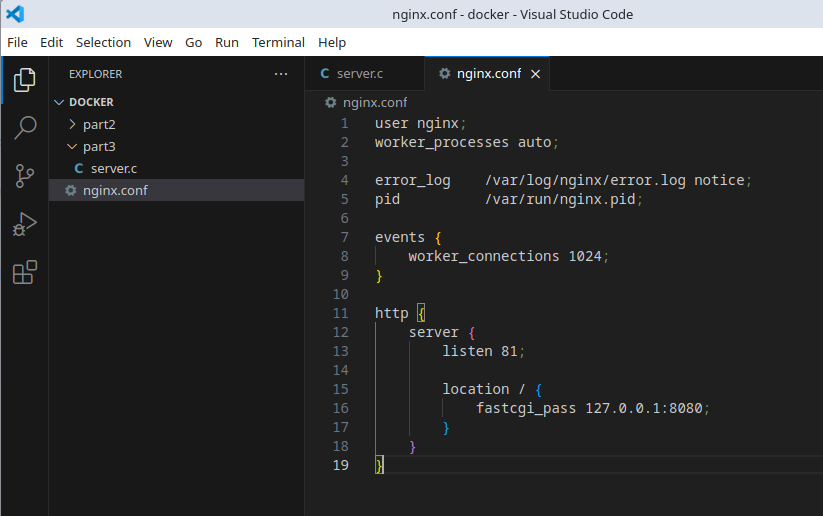 nginx.conf - docker - Visual Studio Code
File Edit Selection View Go Run Terminal Help
EXPLORER ···
DOCKER
part2
part3
C server.c
nginx.conf
C server.c nginx.conf ×
nginx.conf
1 user nginx;
2 worker_processes auto;
3
4 error_log    /var/log/nginx/error.log notice;
5 pid          /var/run/nginx.pid;
6
7 events {
8     worker_connections 1024;
9 }
10
11 http {
12     server {
13         listen 81;
14
15         location / {
16             fastcgi_pass 127.0.0.1:8080;
17         }
18     }
19 }